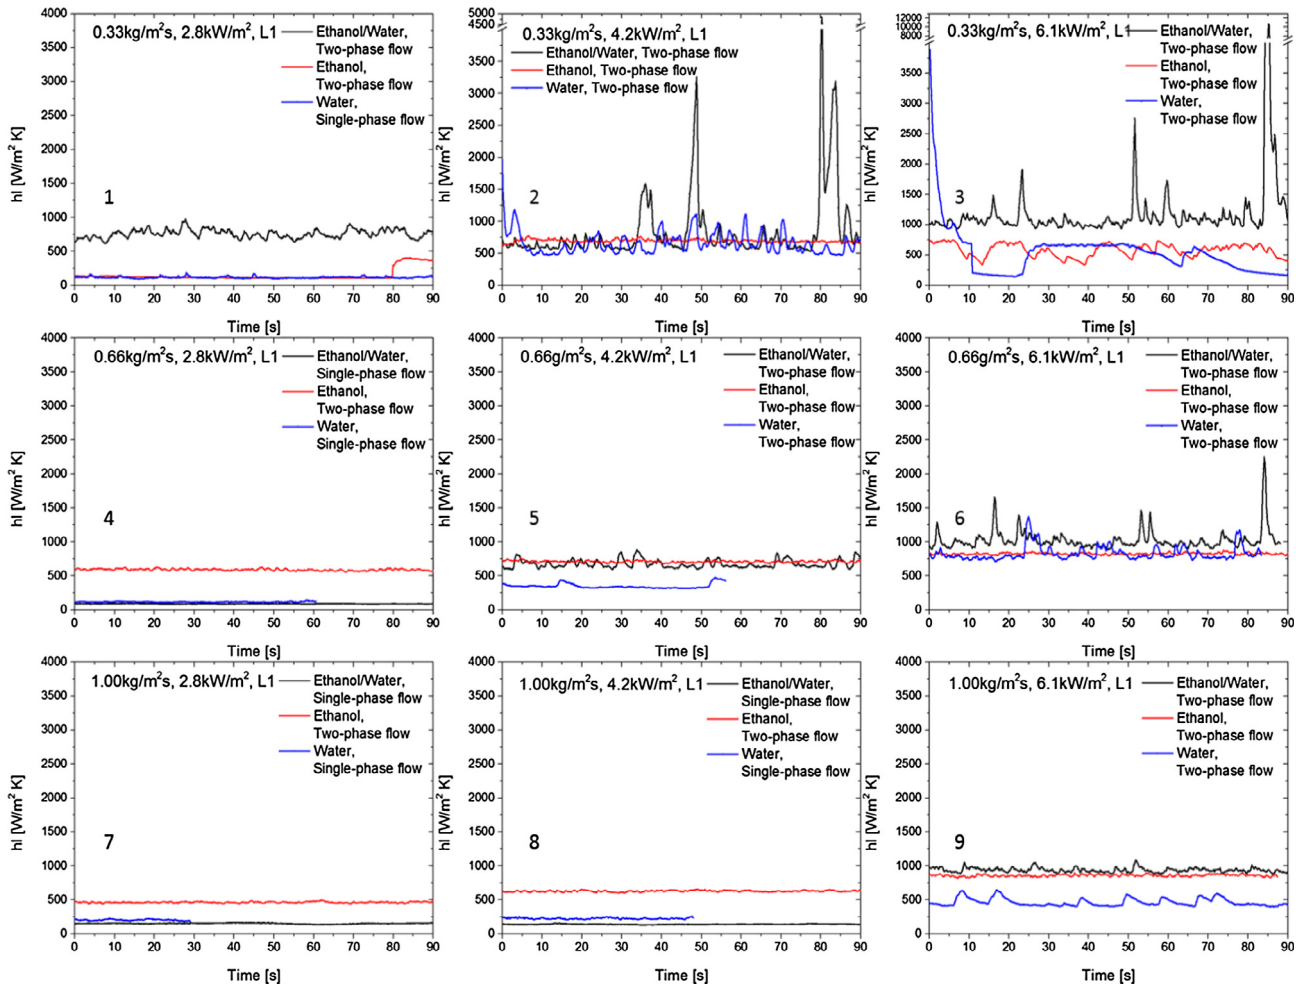 0.33kg/m²s, 2.8kW/m², L1
Ethanol/Water,
Two-phase flow
Ethanol,
Two-phase flow
Water,
Single-phase flow
1
hl [W/m² K]
4000
3500
3000
2500
2000
1500
1000
500
0
0 10 20 30 40 50 60 70 80 90
Time [s]
0.33kg/m²s, 4.2kW/m², L1
Ethanol/Water, Two-phase flow
Ethanol, Two-phase flow
Water, Two-phase flow
2
hl [W/m² K]
5000
4500
3000
2500
2000
1500
1000
500
0
0 10 20 30 40 50 60 70 80 90
Time [s]
0.33kg/m²s, 6.1kW/m², L1
Ethanol/Water,
Two-phase flow
Ethanol,
Two-phase flow
Water,
Two-phase flow
3
hl [W/m² K]
12000
10000
8000
3500
3000
2500
2000
1500
1000
500
0
0 10 20 30 40 50 60 70 80 90
Time [s]
0.66kg/m²s, 2.8kW/m², L1
Ethanol/Water,
Single-phase flow
Ethanol,
Two-phase flow
Water,
Single-phase flow
4
hl [W/m² K]
4000
3500
3000
2500
2000
1500
1000
500
0
0 10 20 30 40 50 60 70 80 90
Time [s]
0.66g/m²s, 4.2kW/m², L1
Ethanol/Water,
Two-phase flow
Ethanol,
Two-phase flow
Water,
Two-phase flow
5
hl [W/m² K]
4000
3500
3000
2500
2000
1500
1000
500
0
0 10 20 30 40 50 60 70 80 90
Time [s]
0.66g/m²s, 6.1kW/m², L1
Ethanol/Water,
Two-phase flow
Ethanol,
Two-phase flow
Water,
Two-phase flow
6
hl [W/m² K]
4000
3500
3000
2500
2000
1500
1000
500
0
0 10 20 30 40 50 60 70 80 90
Time [s]
1.00kg/m²s, 2.8kW/m², L1
Ethanol/Water,
Single-phase flow
Ethanol,
Two-phase flow
Water,
Single-phase flow
7
hl [W/m² K]
4000
3500
3000
2500
2000
1500
1000
500
0
0 10 20 30 40 50 60 70 80 90
Time [s]
1.00kg/m²s, 4.2kW/m², L1
Ethanol/Water,
Single-phase flow
Ethanol,
Two-phase flow
Water,
Single-phase flow
8
hl [W/m² K]
4000
3500
3000
2500
2000
1500
1000
500
0
0 10 20 30 40 50 60 70 80 90
Time [s]
1.00kg/m²s, 6.1kW/m², L1
Ethanol/Water,
Two-phase flow
Ethanol,
Two-phase flow
Water,
Two-phase flow
9
hl [W/m² K]
4000
3500
3000
2500
2000
1500
1000
500
0
0 10 20 30 40 50 60 70 80 90
Time [s]